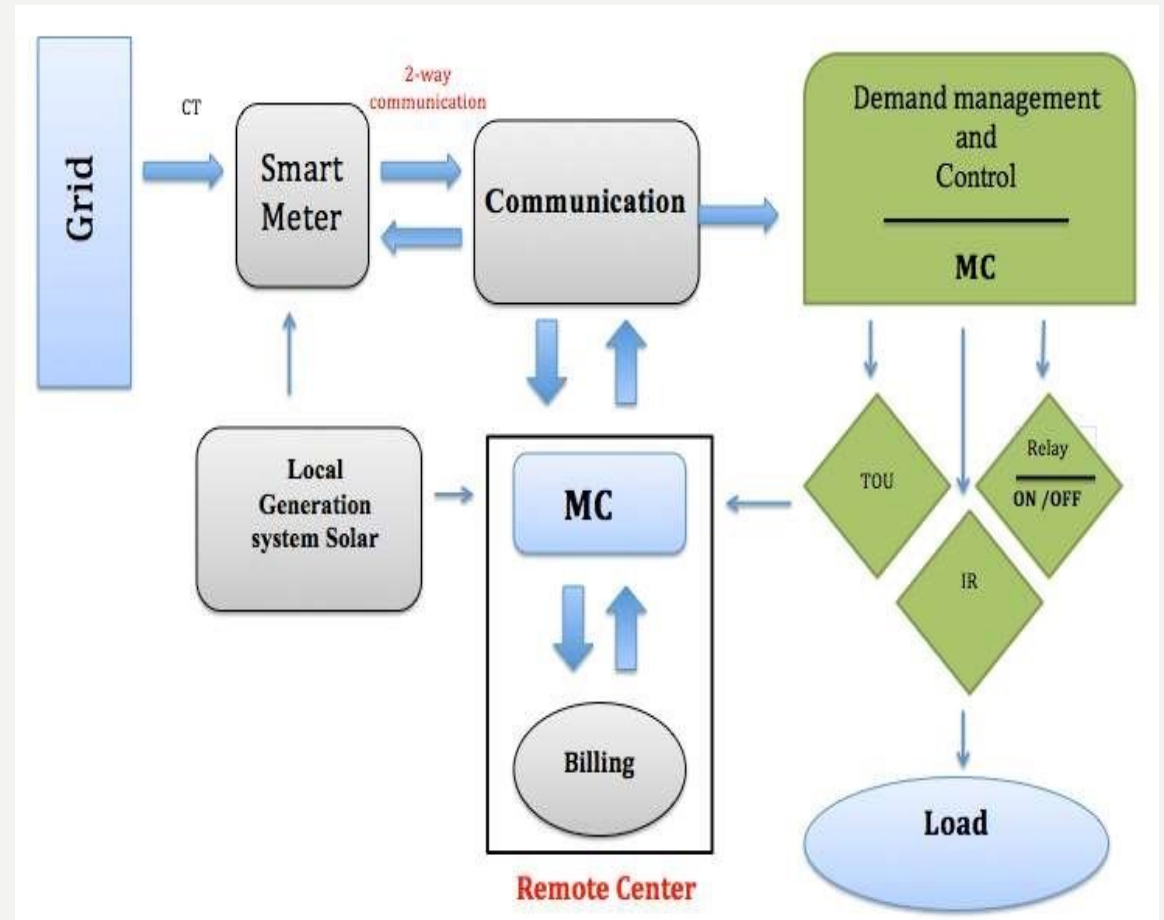 Grid
CT
2-way
communication
Smart
Meter
Communication
Demand management
and
Control
MC
Local
Generation
system Solar
MC
Billing
Remote Center
TOU
Relay
ON /OFF
IR
Load